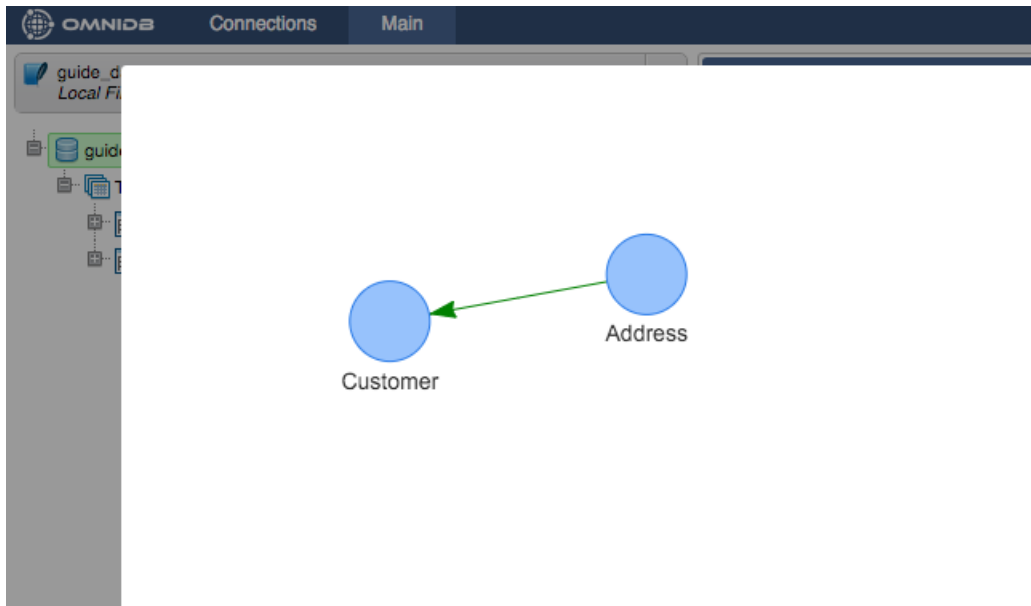 OMNIDB Connections Main
guide_d
Local Fi
guide
T
Address
Customer